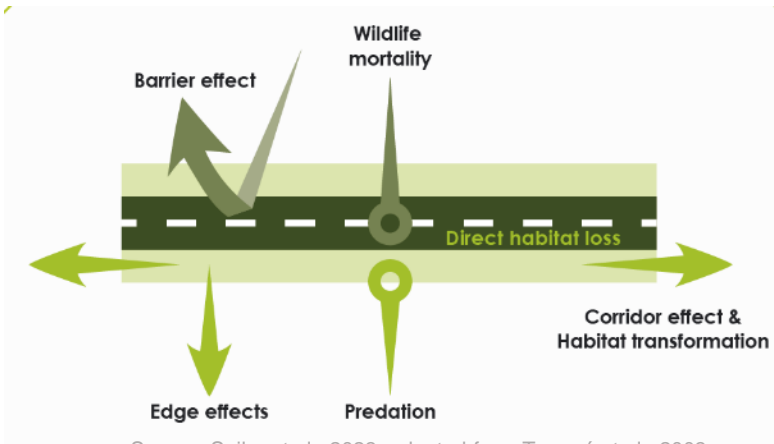 Wildlife
mortality
Barrier effect
Direct habitat loss
Corridor effect &
Habitat transformation
Edge effects
Predation